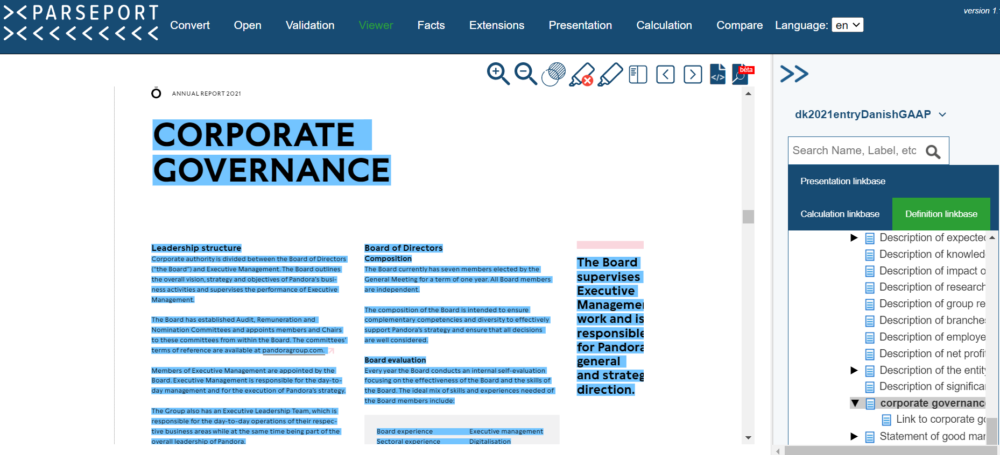 PARSEPORT
Convert Open Validation Viewer Facts Extensions Presentation Calculation Compare Language: en
version 1.
bèta
</>
ANNUAL REPORT 2021
CORPORATE
GOVERNANCE
Leadership structure
Corporate authority is divided between the Board of Directors
(“the Board”) and Executive Management. The Board outlines
the overall vision, strategy and objectives of Pandora’s busi-
ness activities and supervises the performance of Executive
Management.
The Board has established Audit, Remuneration and
Nomination Committees and appoints members and Chairs
to these committees from within the Board. The committees’
terms of reference are available at pandoragroup.com.
Members of Executive Management are appointed by the
Board. Executive Management is responsible for the day-to-
day management and for the execution of Pandora’s strategy.
The Group also has an Executive Leadership Team, which is
responsible for the day-to-day operations of their respec-
tive business areas while at the same time being part of the
overall leadership of Pandora.
Board of Directors
Composition
The Board currently has seven members elected by the
General Meeting for a term of one year. All Board members
are independent.
The composition of the Board is intended to ensure
complementary competencies and diversity to effectively
support Pandora’s strategy and ensure that all decisions
are well considered.
Board evaluation
Every year the Board conducts an internal self-evaluation
focusing on the effectiveness of the Board and the skills of
the Board. The ideal mix of skills and experiences needed of
the Board members include:
Board experience Executive management
Sectoral experience Digitalisation
The Board
supervises
Executive
Managemen
work and is
responsible
for Pandora
general
and strateg
direction.
dk2021entryDanishGAAP
Search Name, Label, etc
Presentation linkbase
Calculation linkbase Definition linkbase
Description of expected
Description of knowled
Description of impact o
Description of research
Description of group re
Description of branches
Description of employe
Description of net profi
Description of the entity
Description of significa
corporate governanc
Link to corporate go
Statement of good mar